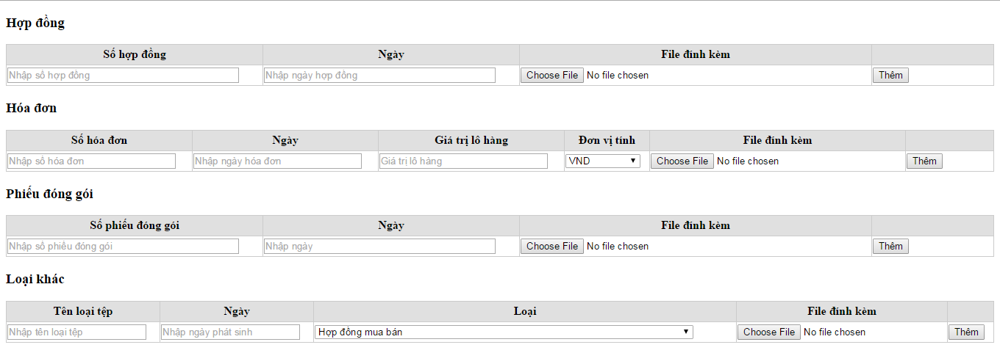 Hợp đồng
Số hợp đồng Ngày File đính kèm
Nhập số hợp đồng Nhập ngày hợp đồng Choose File No file chosen Thêm
Hóa đơn
Số hóa đơn Ngày Giá trị lô hàng Đơn vị tính File đính kèm
Nhập số hóa đơn Nhập ngày hóa đơn Giá trị lô hàng VND Choose File No file chosen Thêm
Phiếu đóng gói
Số phiếu đóng gói Ngày File đính kèm
Nhập số phiếu đóng gói Nhập ngày Choose File No file chosen Thêm
Loại khác
Tên loại tệp Ngày Loại File đính kèm
Nhập tên loại tệp Nhập ngày phát sinh Hợp đồng mua bán Choose File No file chosen Thêm